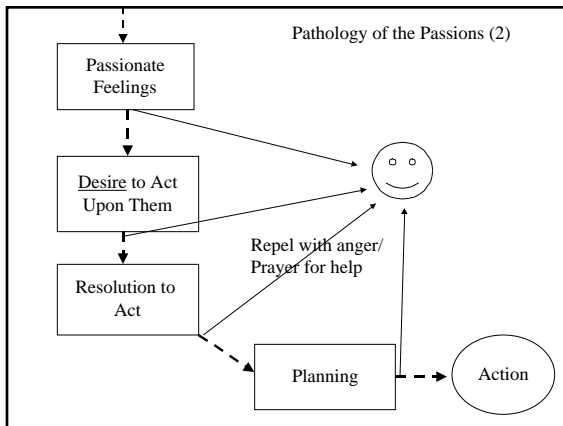 Pathology of the Passions (2)
Passionate
Feelings
Desire to Act
Upon Them
Repel with anger/
Prayer for help
Resolution to
Act
Planning
Action